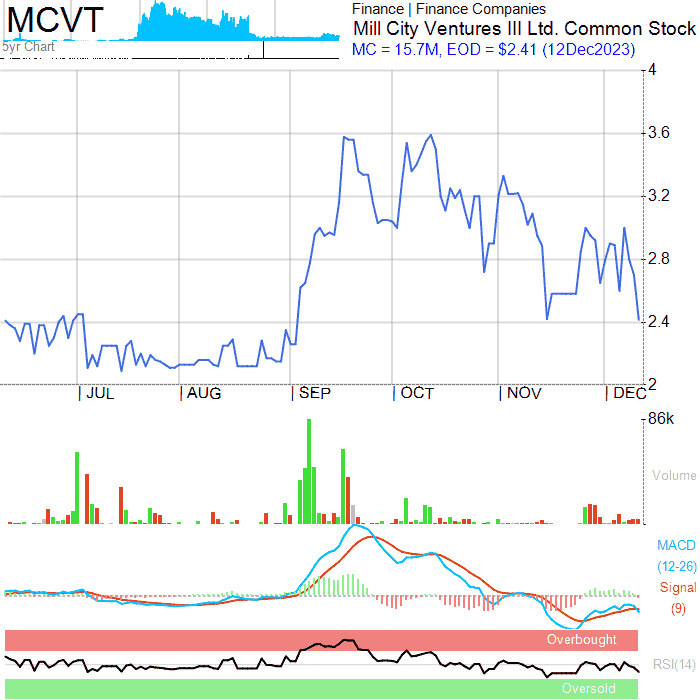 MCVT
5yr Chart
Finance | Finance Companies
Mill City Ventures III Ltd. Common Stock
MC = 15.7M, EOD = $2.41 (12Dec2023)
4
3.6
3.2
2.8
2.4
2
JUL AUG SEP OCT NOV DEC
86k
Volume
MACD
(12-26)
Signal
(9)
Overbought
RSI(14)
Oversold